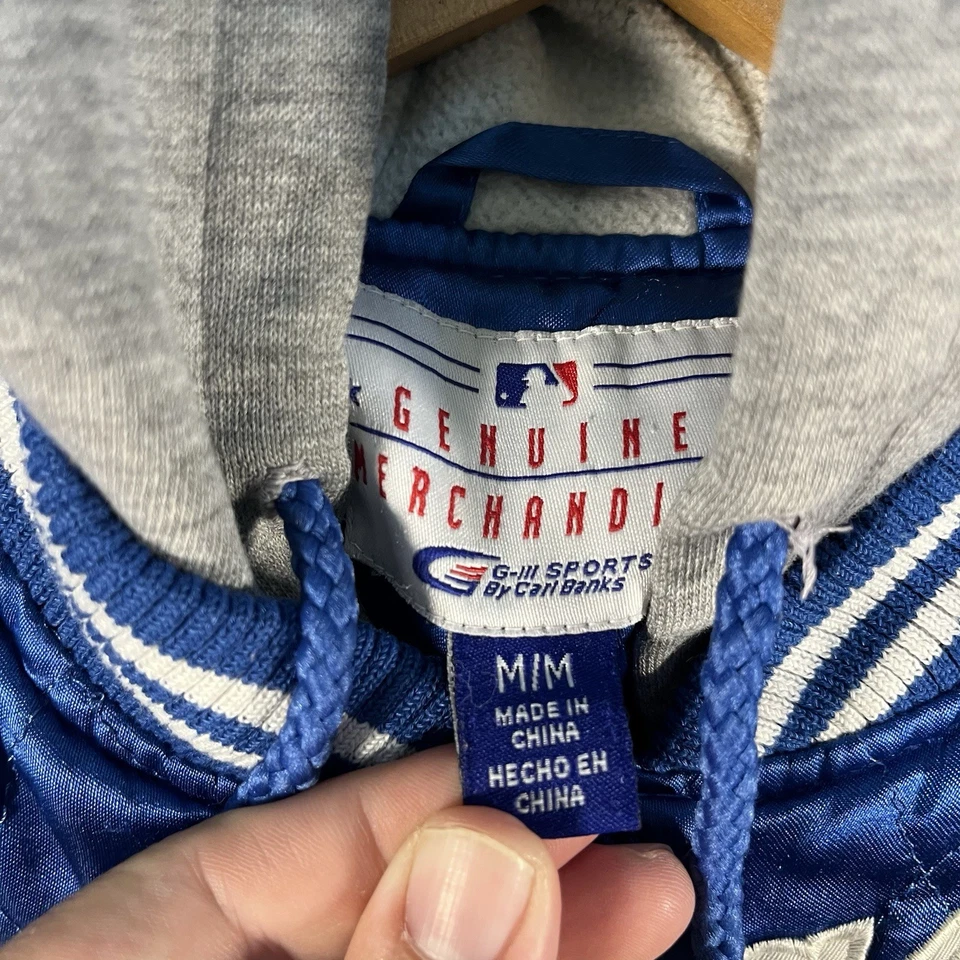 GENUINE
MERCHANDI
G-III SPORTS
By Carl Banks
M/M
MADE IN
CHINA
HECHO EN
CHINA